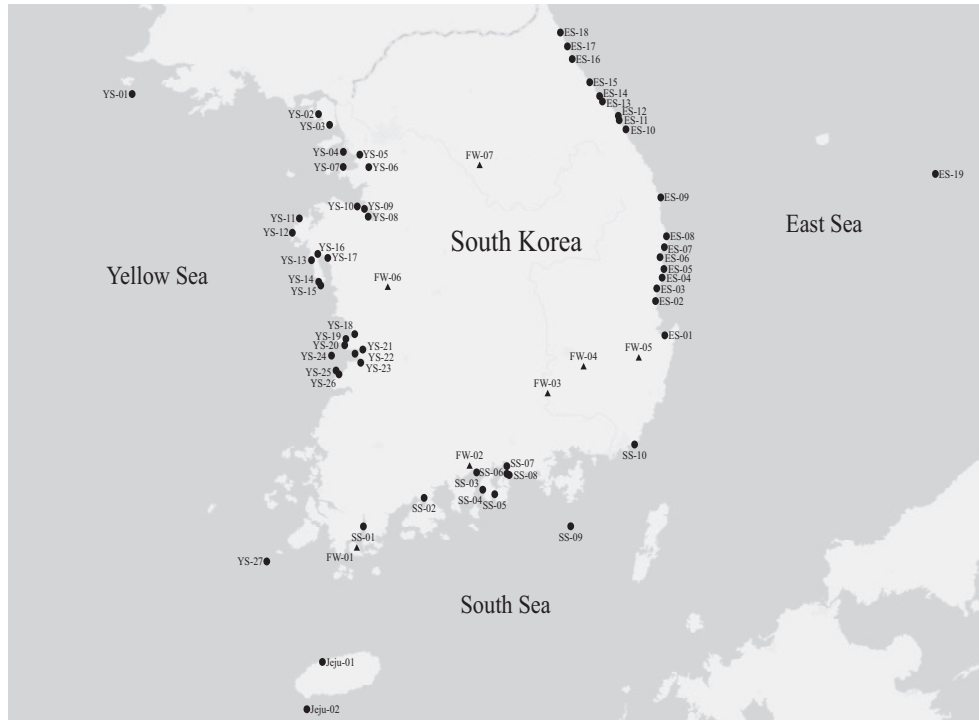 ES-18
ES-17
ES-16
ES-15
ES-14
ES-13
ES-12
ES-11
ES-10
YS-01
YS-02
YS-03
YS-04
YS-05
YS-07
YS-06
FW-07
ES-19
ES-09
YS-10
YS-09
YS-08
YS-11
YS-12
South Korea
East Sea
ES-08
ES-07
ES-06
ES-05
ES-04
ES-03
ES-02
YS-16
YS-13
YS-17
Yellow Sea
YS-14
YS-15
FW-06
YS-18
YS-19
YS-20
YS-21
YS-24
YS-22
YS-23
YS-25
YS-26
ES-01
FW-05
FW-04
FW-03
SS-10
FW-02
SS-07
SS-06
SS-08
SS-03
SS-04
SS-05
SS-02
SS-01
SS-09
FW-01
YS-27
South Sea
Jeju-01
Jeju-02